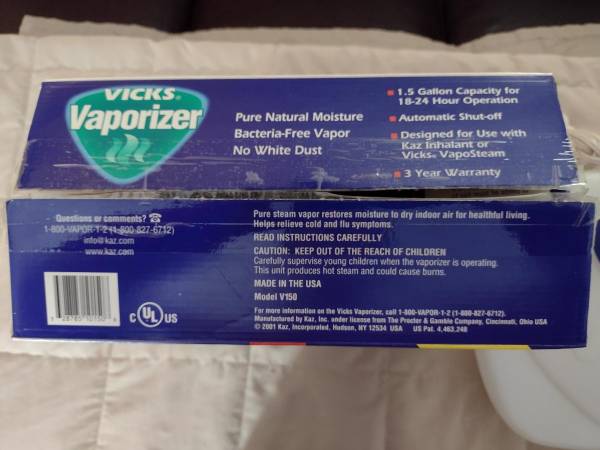 VICKS®
Vaporizer
Pure Natural Moisture
Bacteria-Free Vapor
No White Dust
1.5 Gallon Capacity for
18-24 Hour Operation
Automatic Shut-off
Designed for Use with
Kaz Inhalant or
Vicks® VapoSteam
3 Year Warranty
Questions or comments?
1-800-VAPOR-1-2 (1-800-827-6712)
info@kaz.com
www.kaz.com
C UL US
Pure steam vapor restores moisture to dry indoor air for healthful living.
Helps relieve cold and flu symptoms.
READ INSTRUCTIONS CAREFULLY
CAUTION: KEEP OUT OF THE REACH OF CHILDREN
Carefully supervise young children when the vaporizer is operating.
This unit produces hot steam and could cause burns.
MADE IN THE USA
Model V150
For more information on the Vicks Vaporizer, call 1-800-VAPOR-1-2 (1-800-827-6712).
Manufactured by Kaz, Inc. under license from The Procter & Gamble Company, Cincinnati, Ohio USA
© 2001 Kaz, Incorporated, Hudson, NY 12534 USA US Pat. 4,463,248